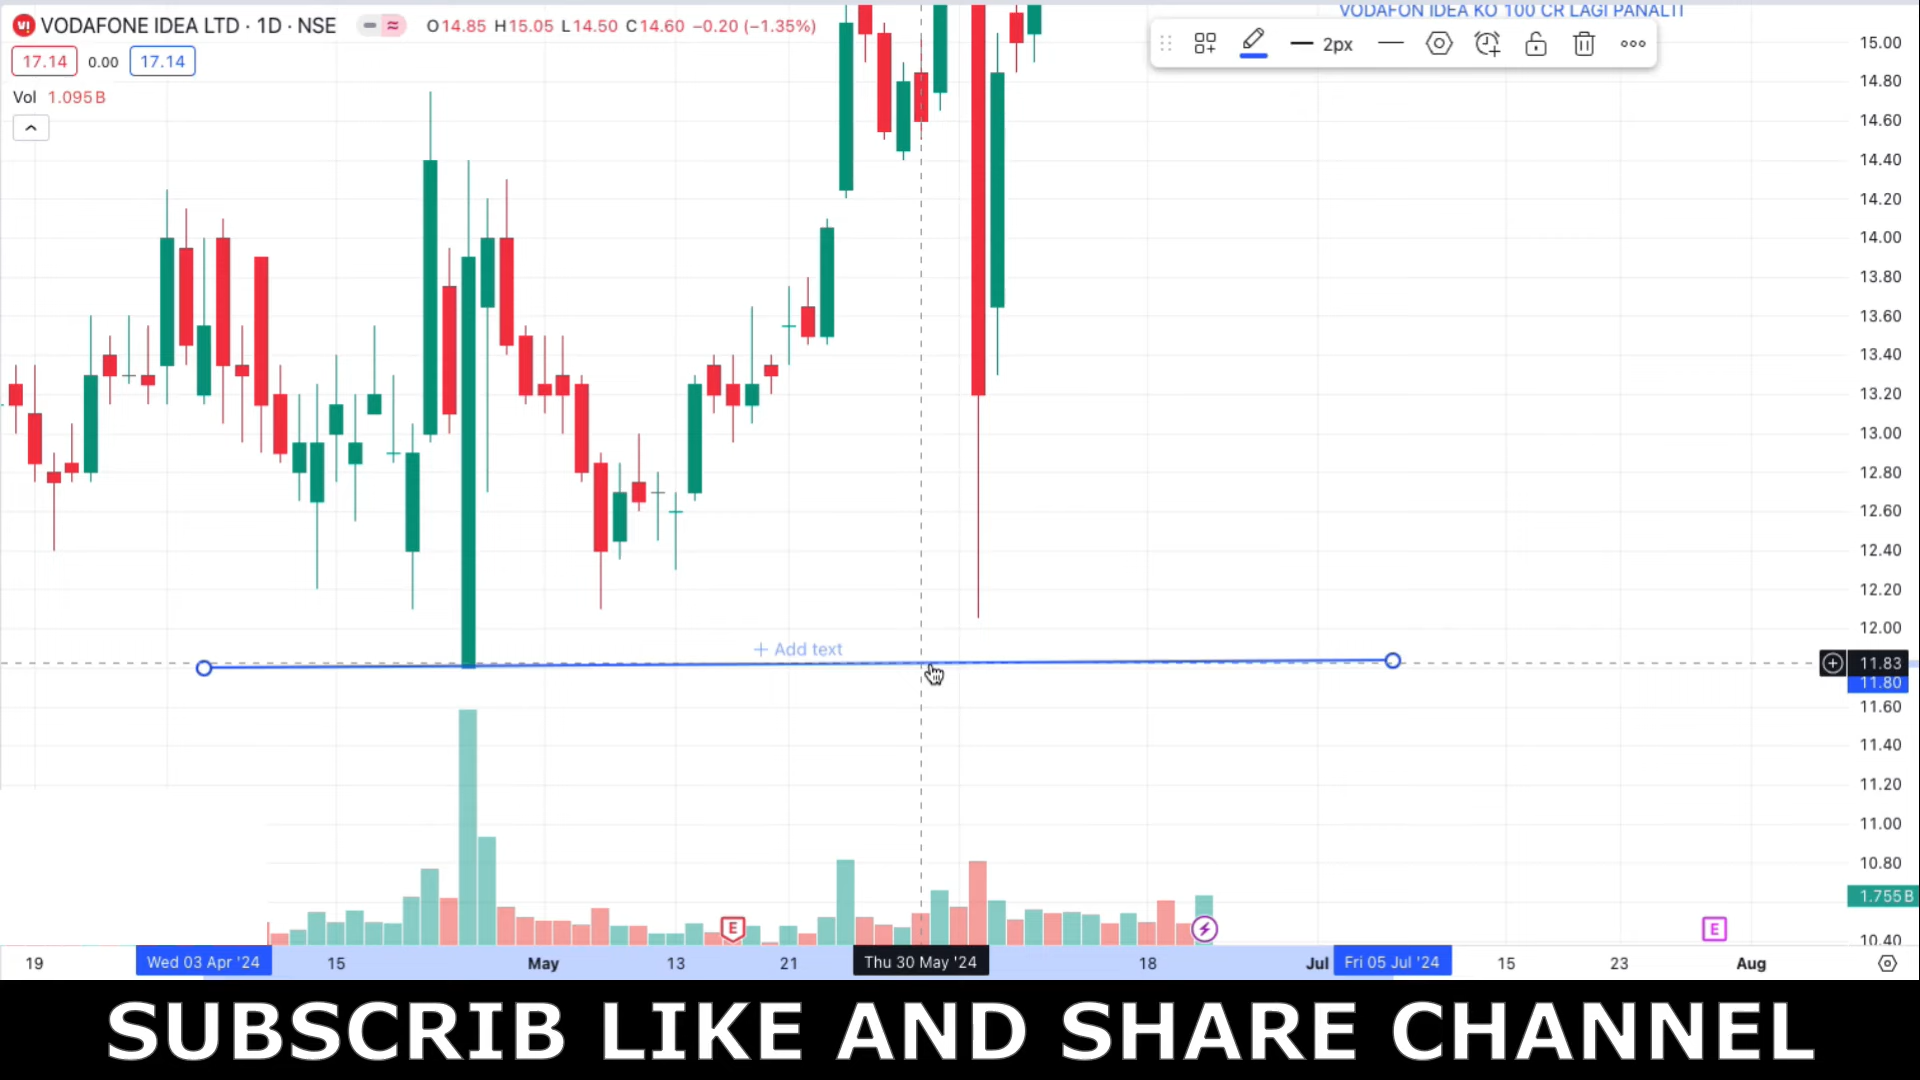 VODAFONE IDEA LTD · 1D · NSE
O14.85 H15.05 L14.50 C14.60 −0.20 (−1.35%)
VODAFON IDEA KO 100 CR LAGI PANALTI
17.14 0.00 17.14
Vol 1.095B
2px
15.00
14.80
14.60
14.40
14.20
14.00
13.80
13.60
13.40
13.20
13.00
12.80
12.60
12.40
12.20
12.00
+ Add text
11.83
11.80
11.60
11.40
11.20
11.00
10.80
1.755B
E
E
10.40
19 Wed 03 Apr '24 15 May 13 21 Thu 30 May '24 18 Jul Fri 05 Jul '24 15 23 Aug
SUBSCRIB LIKE AND SHARE CHANNEL